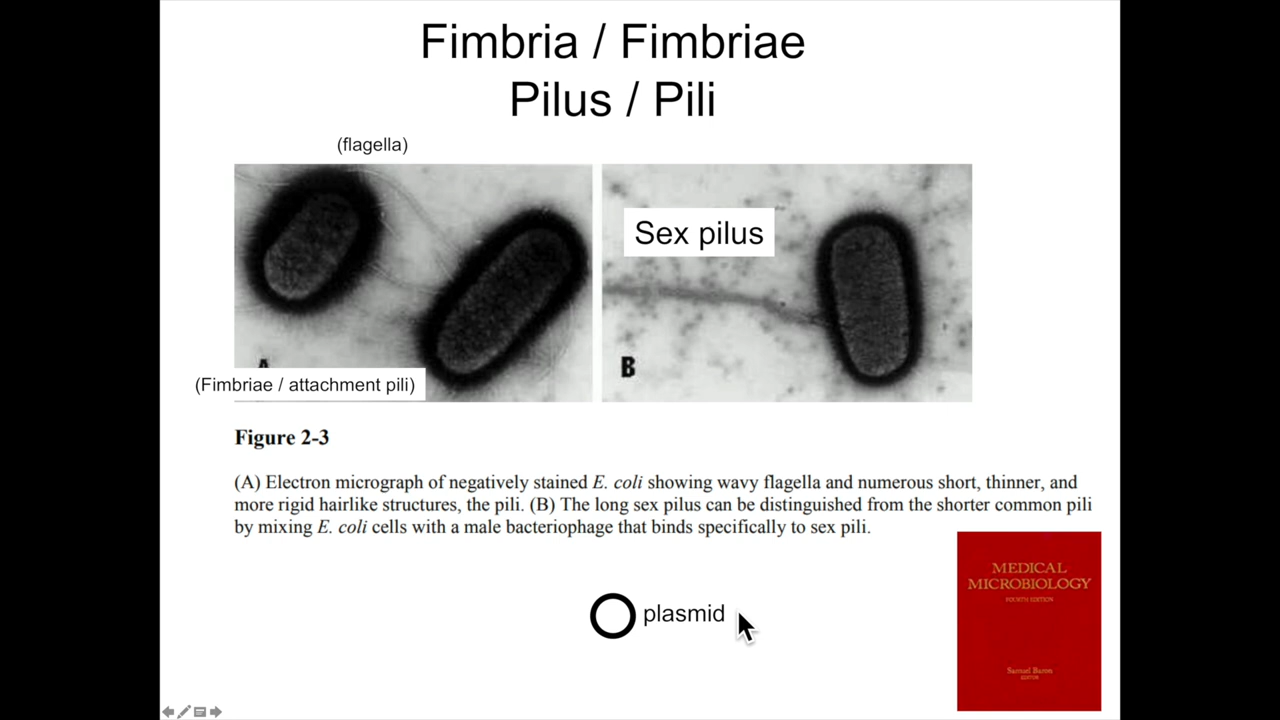 Fimbria / Fimbriae
Pilus / Pili
(flagella)
Sex pilus
B
(Fimbriae / attachment pili)
Figure 2-3
(A) Electron micrograph of negatively stained E. coli showing wavy flagella and numerous short, thinner, and
more rigid hairlike structures, the pili. (B) The long sex pilus can be distinguished from the shorter common pili
by mixing E. coli cells with a male bacteriophage that binds specifically to sex pili.
plasmid
MEDICAL
MICROBIOLOGY
FOURTH EDITION
Samuel Baron
EDITOR